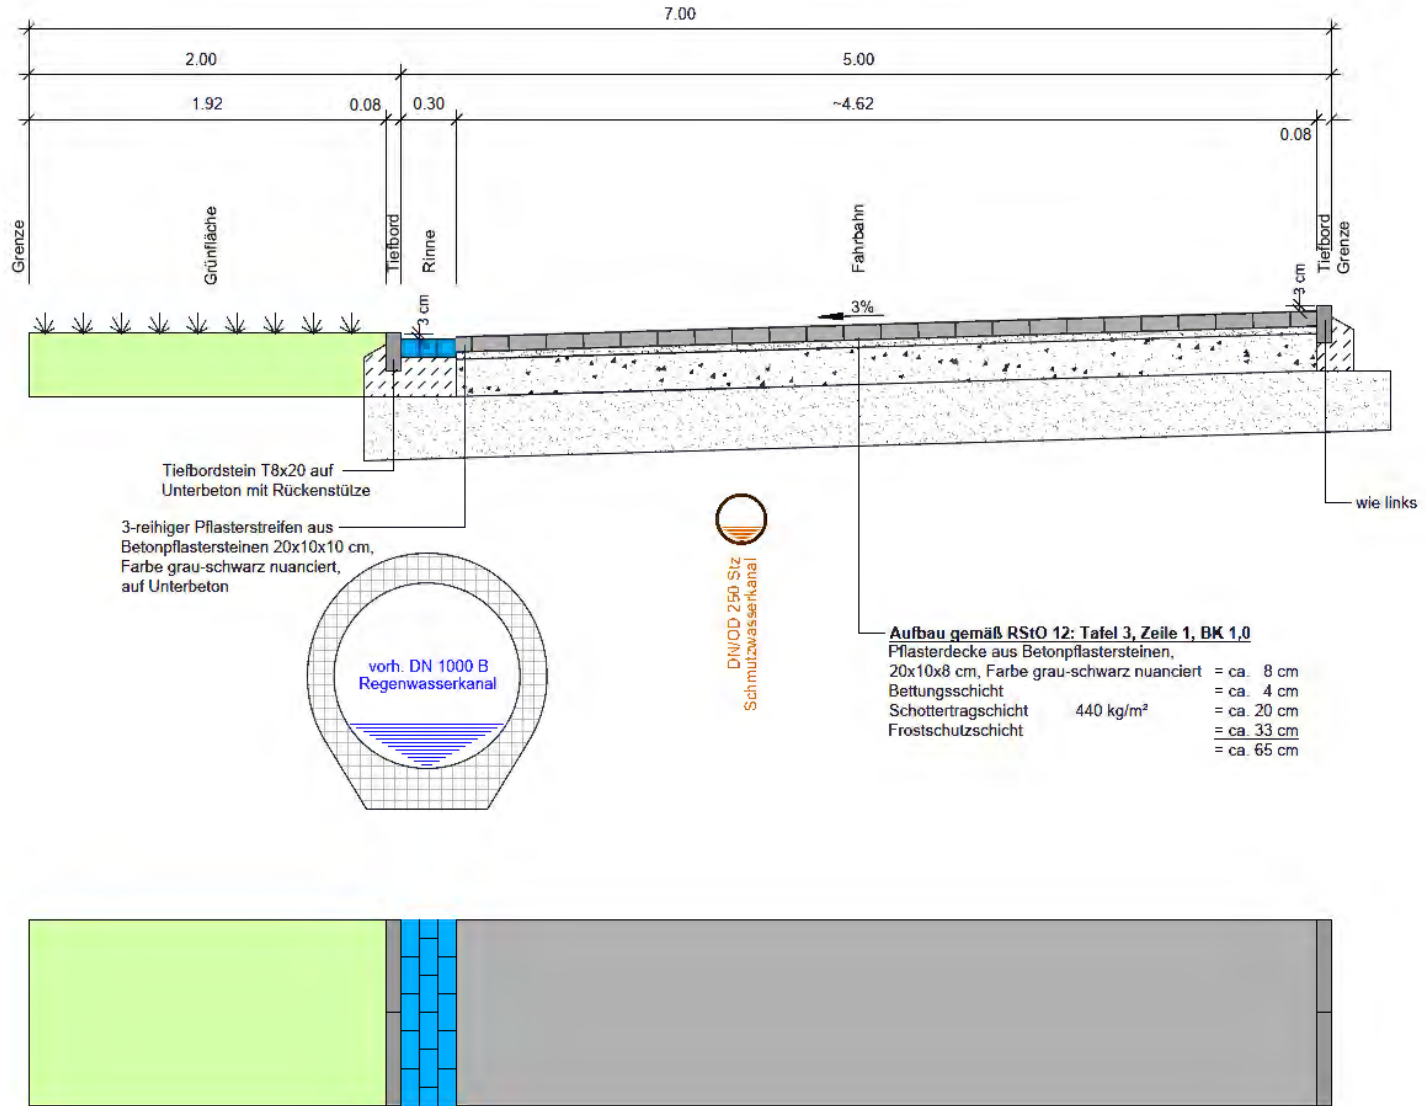 7.00
2.00
5.00
1.92
0.08
0.30
~4.62
0.08
Grenze
Grünfläche
Tiefbord
Rinne
Fahrbahn
Tiefbord
Grenze
3 cm
3%
3 cm
Tiefbordstein T8x20 auf
Unterbeton mit Rückenstütze
wie links
3-reihiger Pflasterstreifen aus
Betonpflastersteinen 20x10x10 cm,
Farbe grau-schwarz nuanciert,
auf Unterbeton
DN/OD 250 Stz
Schmutzwasserkanal
vorh. DN 1000 B
Regenwasserkanal
Aufbau gemäß RStO 12: Tafel 3, Zeile 1, BK 1,0
Pflasterdecke aus Betonpflastersteinen,
20x10x8 cm, Farbe grau-schwarz nuanciert = ca. 8 cm
Bettungsschicht = ca. 4 cm
Schottertragschicht 440 kg/m² = ca. 20 cm
Frostschutzschicht = ca. 33 cm
= ca. 65 cm